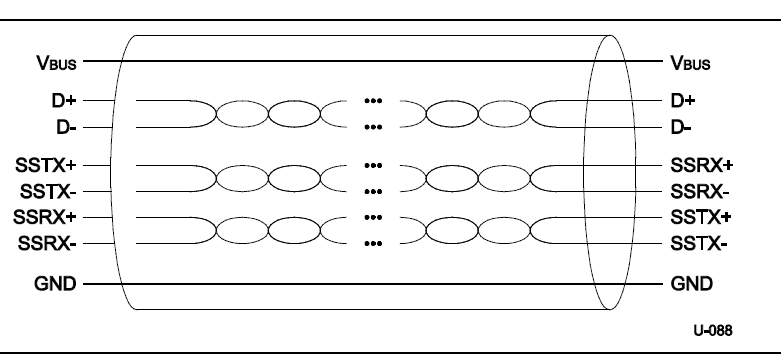 VBUS VBUS
D+ ••• D+
D- ••• D-
SSTX+ ••• SSRX+
SSTX- ••• SSRX-
SSRX+ ••• SSTX+
SSRX- ••• SSTX-
GND GND
U-088